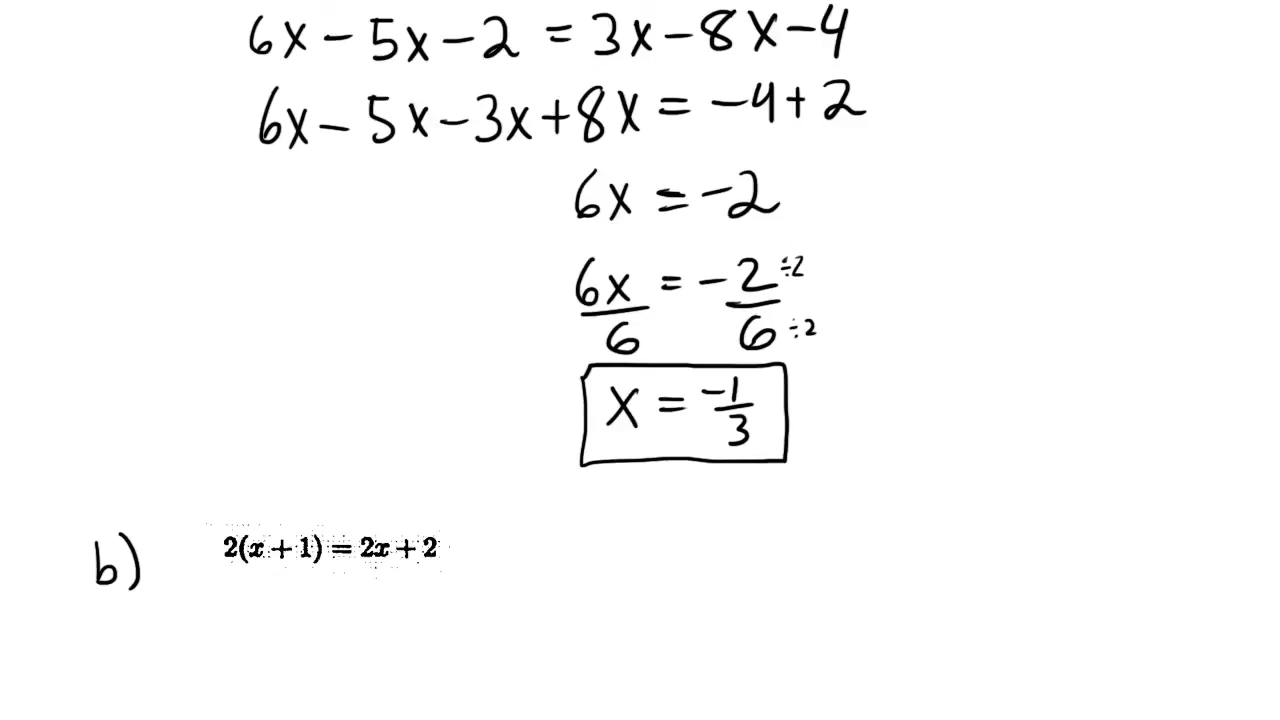 6x - 5x - 2 = 3x - 8x - 4
6x - 5x - 3x + 8x = -4 + 2
6x = -2
6x/6 = -2÷2/6÷2
x = -1/3
b) 2(x + 1) = 2x + 2